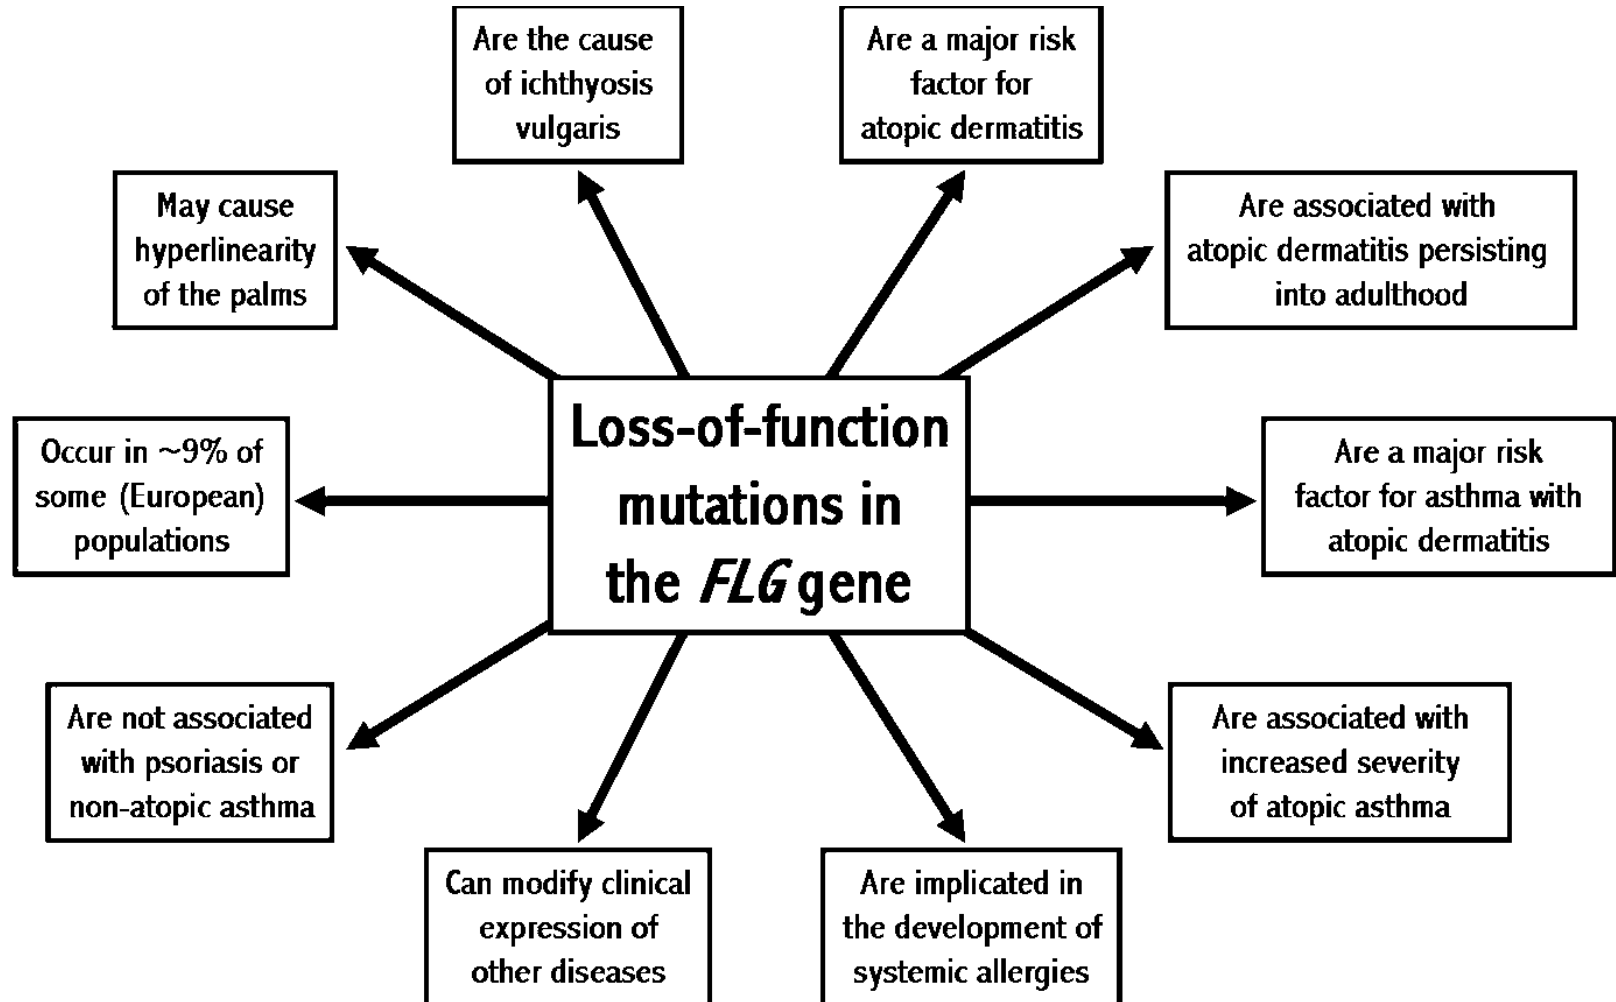 Are the cause
of ichthyosis
vulgaris
Are a major risk
factor for
atopic dermatitis
May cause
hyperlinearity
of the palms
Are associated with
atopic dermatitis persisting
into adulthood
Loss-of-function
mutations in
the FLG gene
Occur in ~9% of
some (European)
populations
Are a major risk
factor for asthma with
atopic dermatitis
Are not associated
with psoriasis or
non-atopic asthma
Are associated with
increased severity
of atopic asthma
Can modify clinical
expression of
other diseases
Are implicated in
the development of
systemic allergies